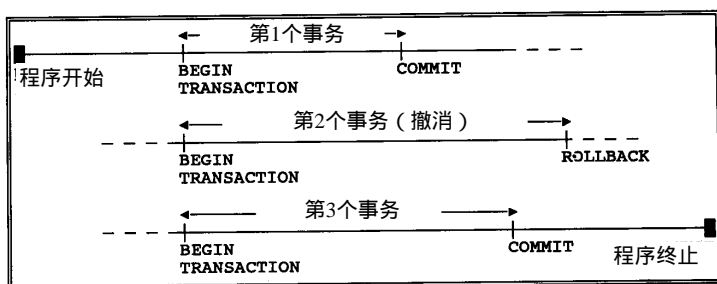 第1个事务
BEGIN
TRANSACTION
COMMIT
程序开始
第2个事务（撤消）
BEGIN
TRANSACTION
ROLLBACK
第3个事务
BEGIN
TRANSACTION
COMMIT
程序终止